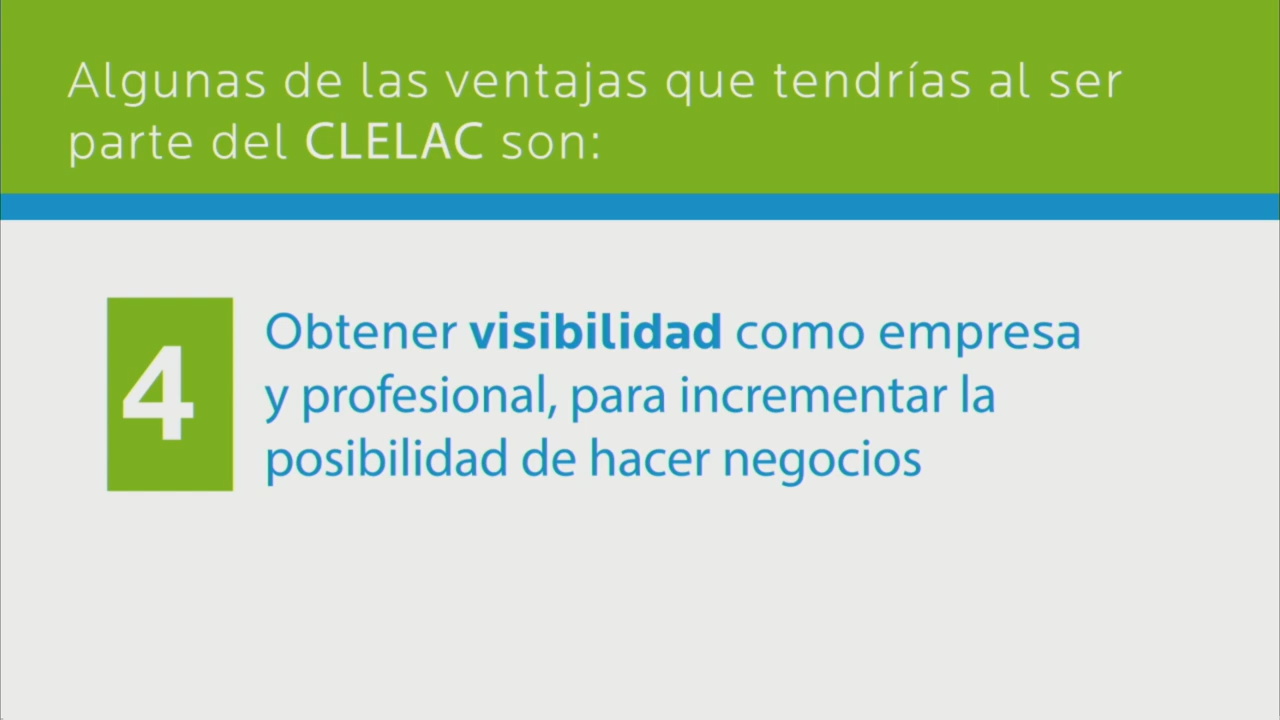 Algunas de las ventajas que tendrías al ser
parte del CLELAC son:
4
Obtener visibilidad como empresa
y profesional, para incrementar la
posibilidad de hacer negocios